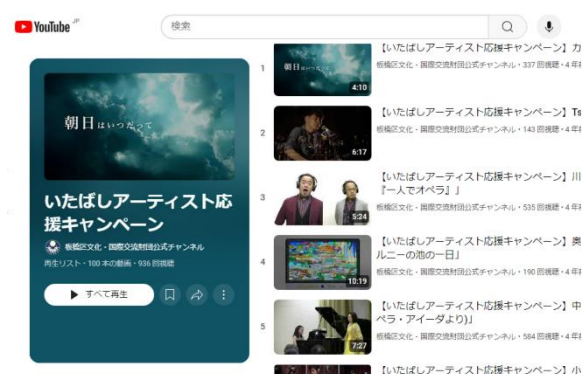 YouTube JP
検索
朝日はいつだって
いたばしアーティスト応
援キャンペーン
板橋区文化・国際交流財団公式チャンネル
再生リスト・100 本の動画・936 回視聴
すべて再生
1
朝日はいつだって
4:10
【いたばしアーティスト応援キャンペーン】カ
板橋区文化・国際交流財団公式チャンネル・337 回視聴・4 年前
2
6:17
【いたばしアーティスト応援キャンペーン】Ts
板橋区文化・国際交流財団公式チャンネル・143 回視聴・4 年前
3
5:24
【いたばしアーティスト応援キャンペーン】川
『一人でオペラ』」
板橋区文化・国際交流財団公式チャンネル・535 回視聴・4 年前
4
10:19
【いたばしアーティスト応援キャンペーン】奥
ルニーの池の一日」
板橋区文化・国際交流財団公式チャンネル・190 回視聴・4 年前
5
7:27
【いたばしアーティスト応援キャンペーン】中
ペラ・アイーダより)」
板橋区文化・国際交流財団公式チャンネル・584 回視聴・4 年前
【いたばしアーティスト応援キャンペーン】小